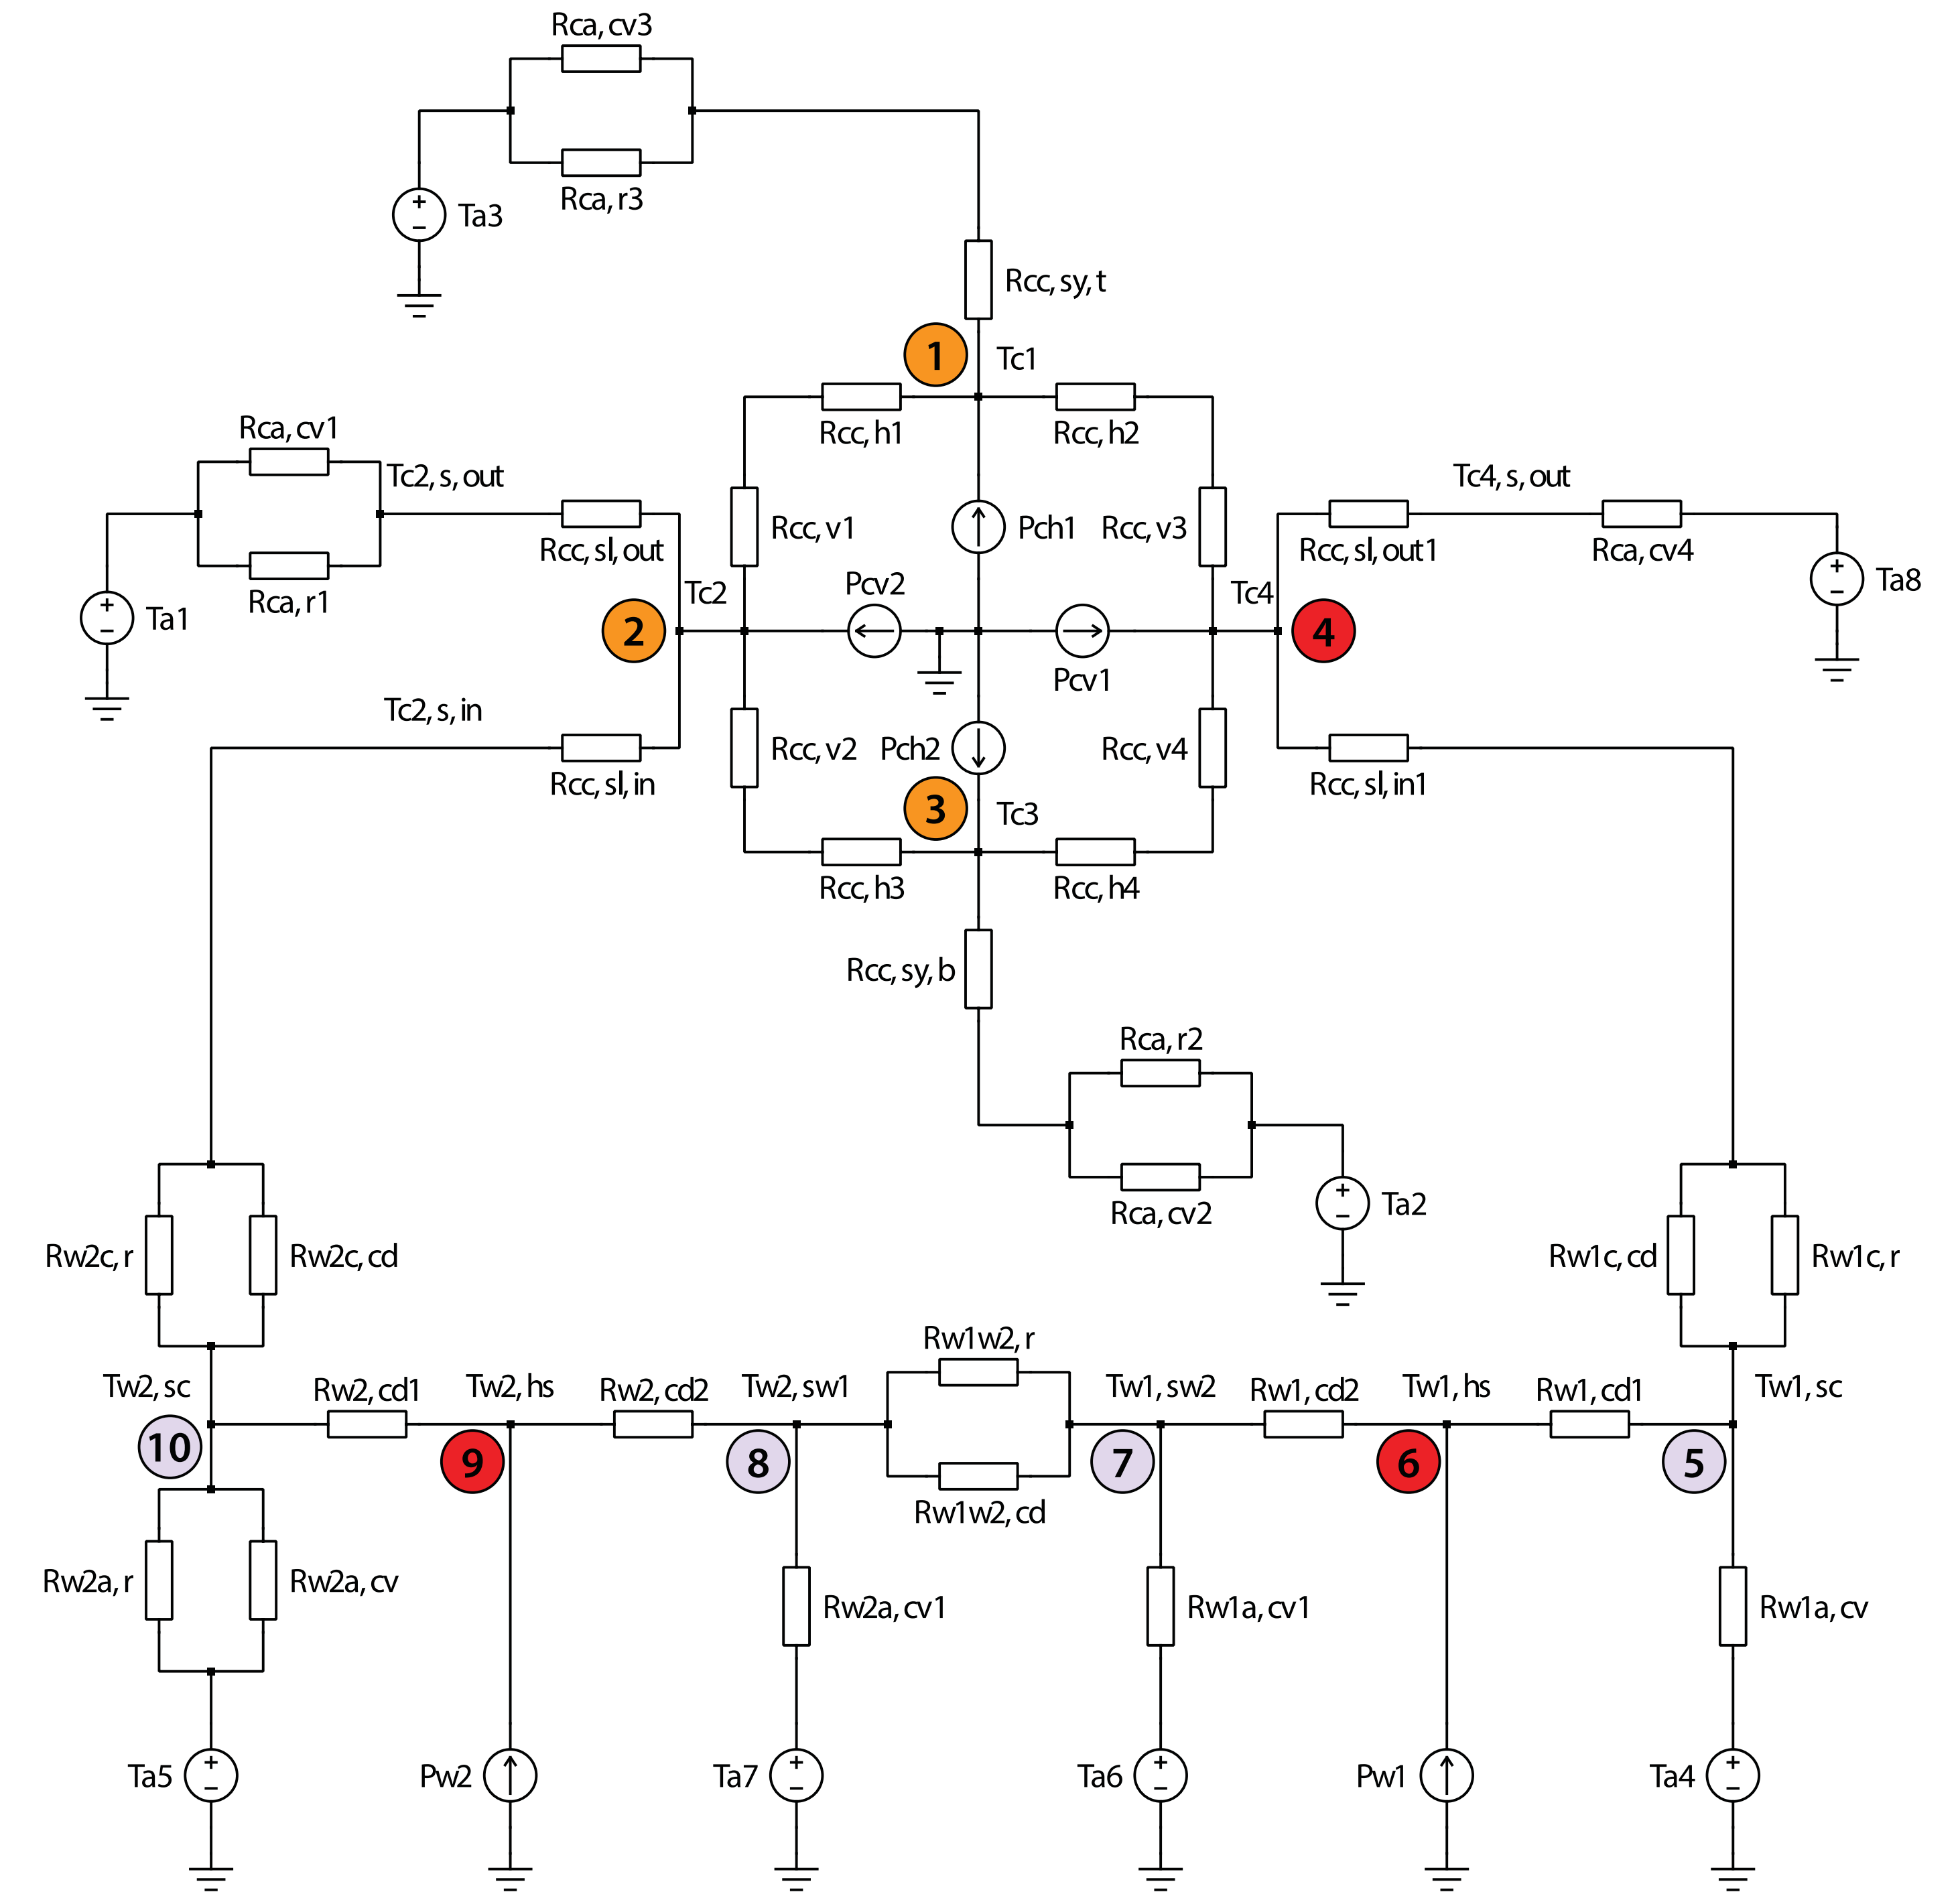 Rca, cv3
Rca, r3
Ta3
Rcc, sy, t
1
Tc1
Rcc, h1
Rcc, h2
Rca, cv1
Tc2, s, out
Tc4, s, out
Rcc, sl, out
Rcc, v1
Pch1
Rcc, v3
Rcc, sl, out1
Rca, cv4
Rca, r1
Ta1
Tc2
Pcv2
Tc4
Ta8
2
4
Pcv1
Tc2, s, in
Rcc, sl, in
Rcc, v2
Pch2
Rcc, v4
Rcc, sl, in1
3
Tc3
Rcc, h3
Rcc, h4
Rcc, sy, b
Rca, r2
Rca, cv2
Ta2
Rw2c, r
Rw2c, cd
Rw1c, cd
Rw1c, r
Rw1w2, r
Tw2, sc
Rw2, cd1
Tw2, hs
Rw2, cd2
Tw2, sw1
Tw1, sw2
Rw1, cd2
Tw1, hs
Rw1, cd1
Tw1, sc
10
9
8
7
6
5
Rw1w2, cd
Rw2a, r
Rw2a, cv
Rw2a, cv1
Rw1a, cv1
Rw1a, cv
Ta5
Pw2
Ta7
Ta6
Pw1
Ta4